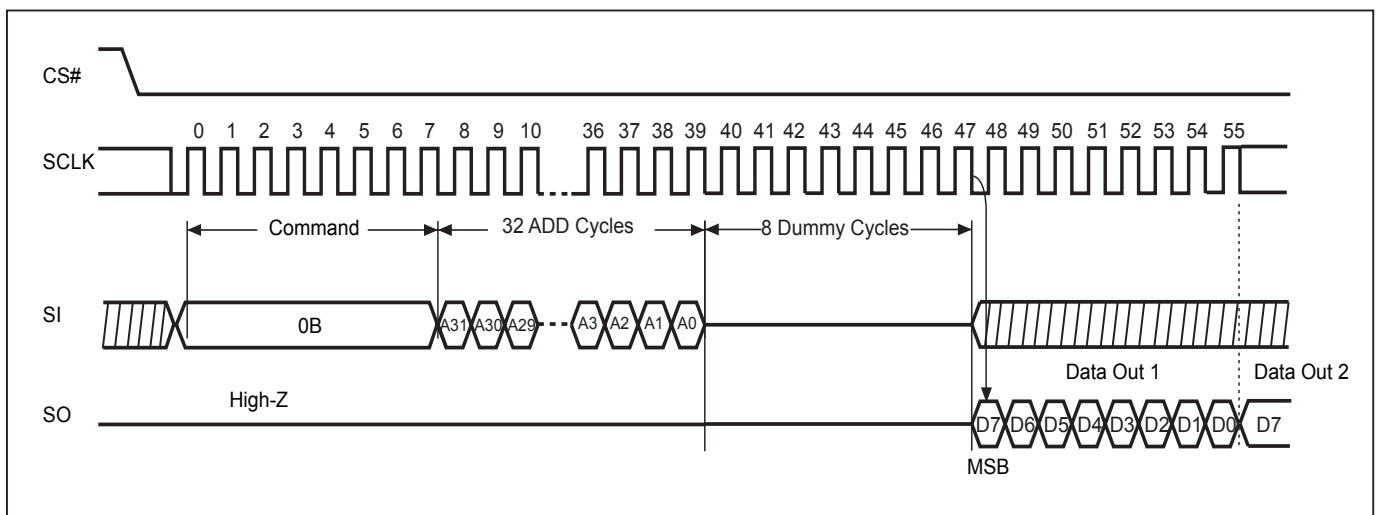 CS#
0 1 2 3 4 5 6 7 8 9 10 36 37 38 39 40 41 42 43 44 45 46 47 48 49 50 51 52 53 54 55
SCLK
Command 32 ADD Cycles 8 Dummy Cycles
SI 0B A31 A30 A29 A3 A2 A1 A0
Data Out 1 Data Out 2
High-Z
SO D7 D6 D5 D4 D3 D2 D1 D0 D7
MSB